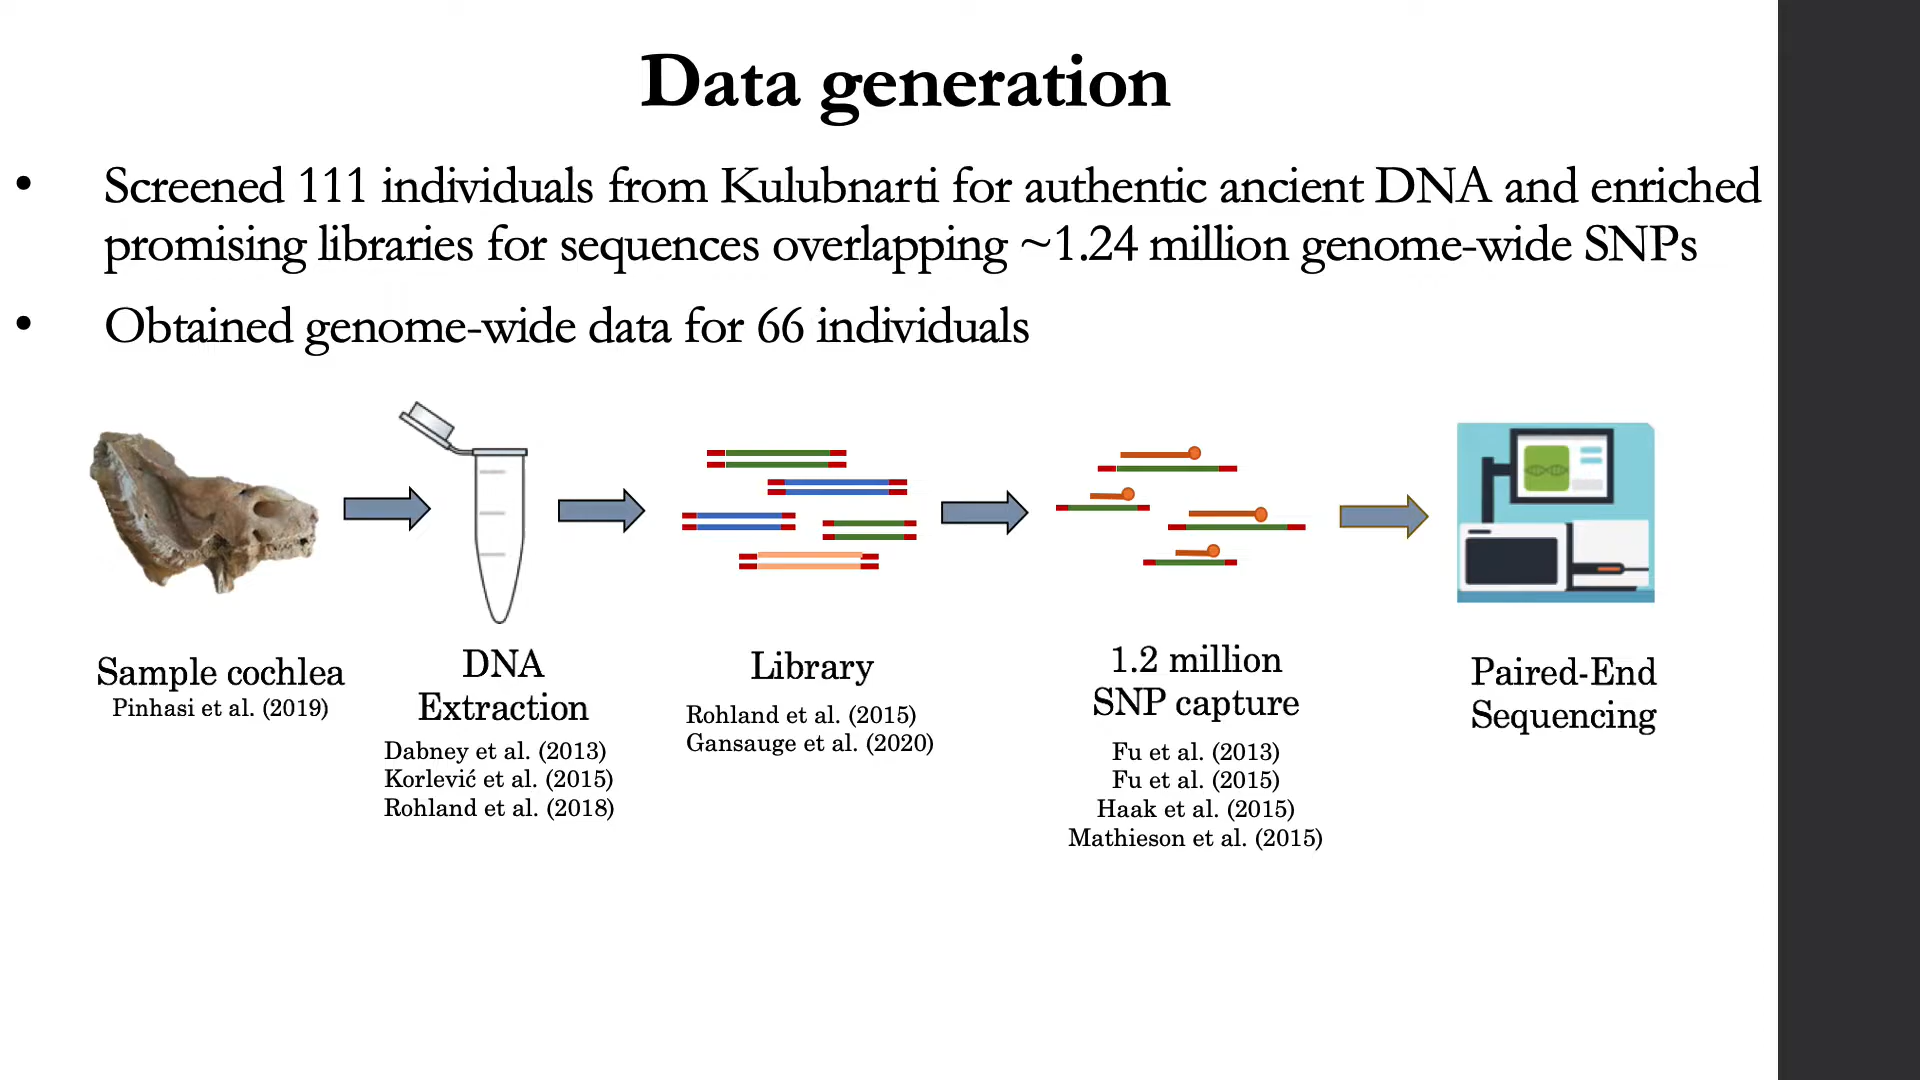 Data generation
• Screened 111 individuals from Kulubnarti for authentic ancient DNA and enriched
promising libraries for sequences overlapping ~1.24 million genome-wide SNPs
• Obtained genome-wide data for 66 individuals
Sample cochlea
Pinhasi et al. (2019)
DNA
Extraction
Dabney et al. (2013)
Korlević et al. (2015)
Rohland et al. (2018)
Library
Rohland et al. (2015)
Gansauge et al. (2020)
1.2 million
SNP capture
Fu et al. (2013)
Fu et al. (2015)
Haak et al. (2015)
Mathieson et al. (2015)
Paired-End
Sequencing